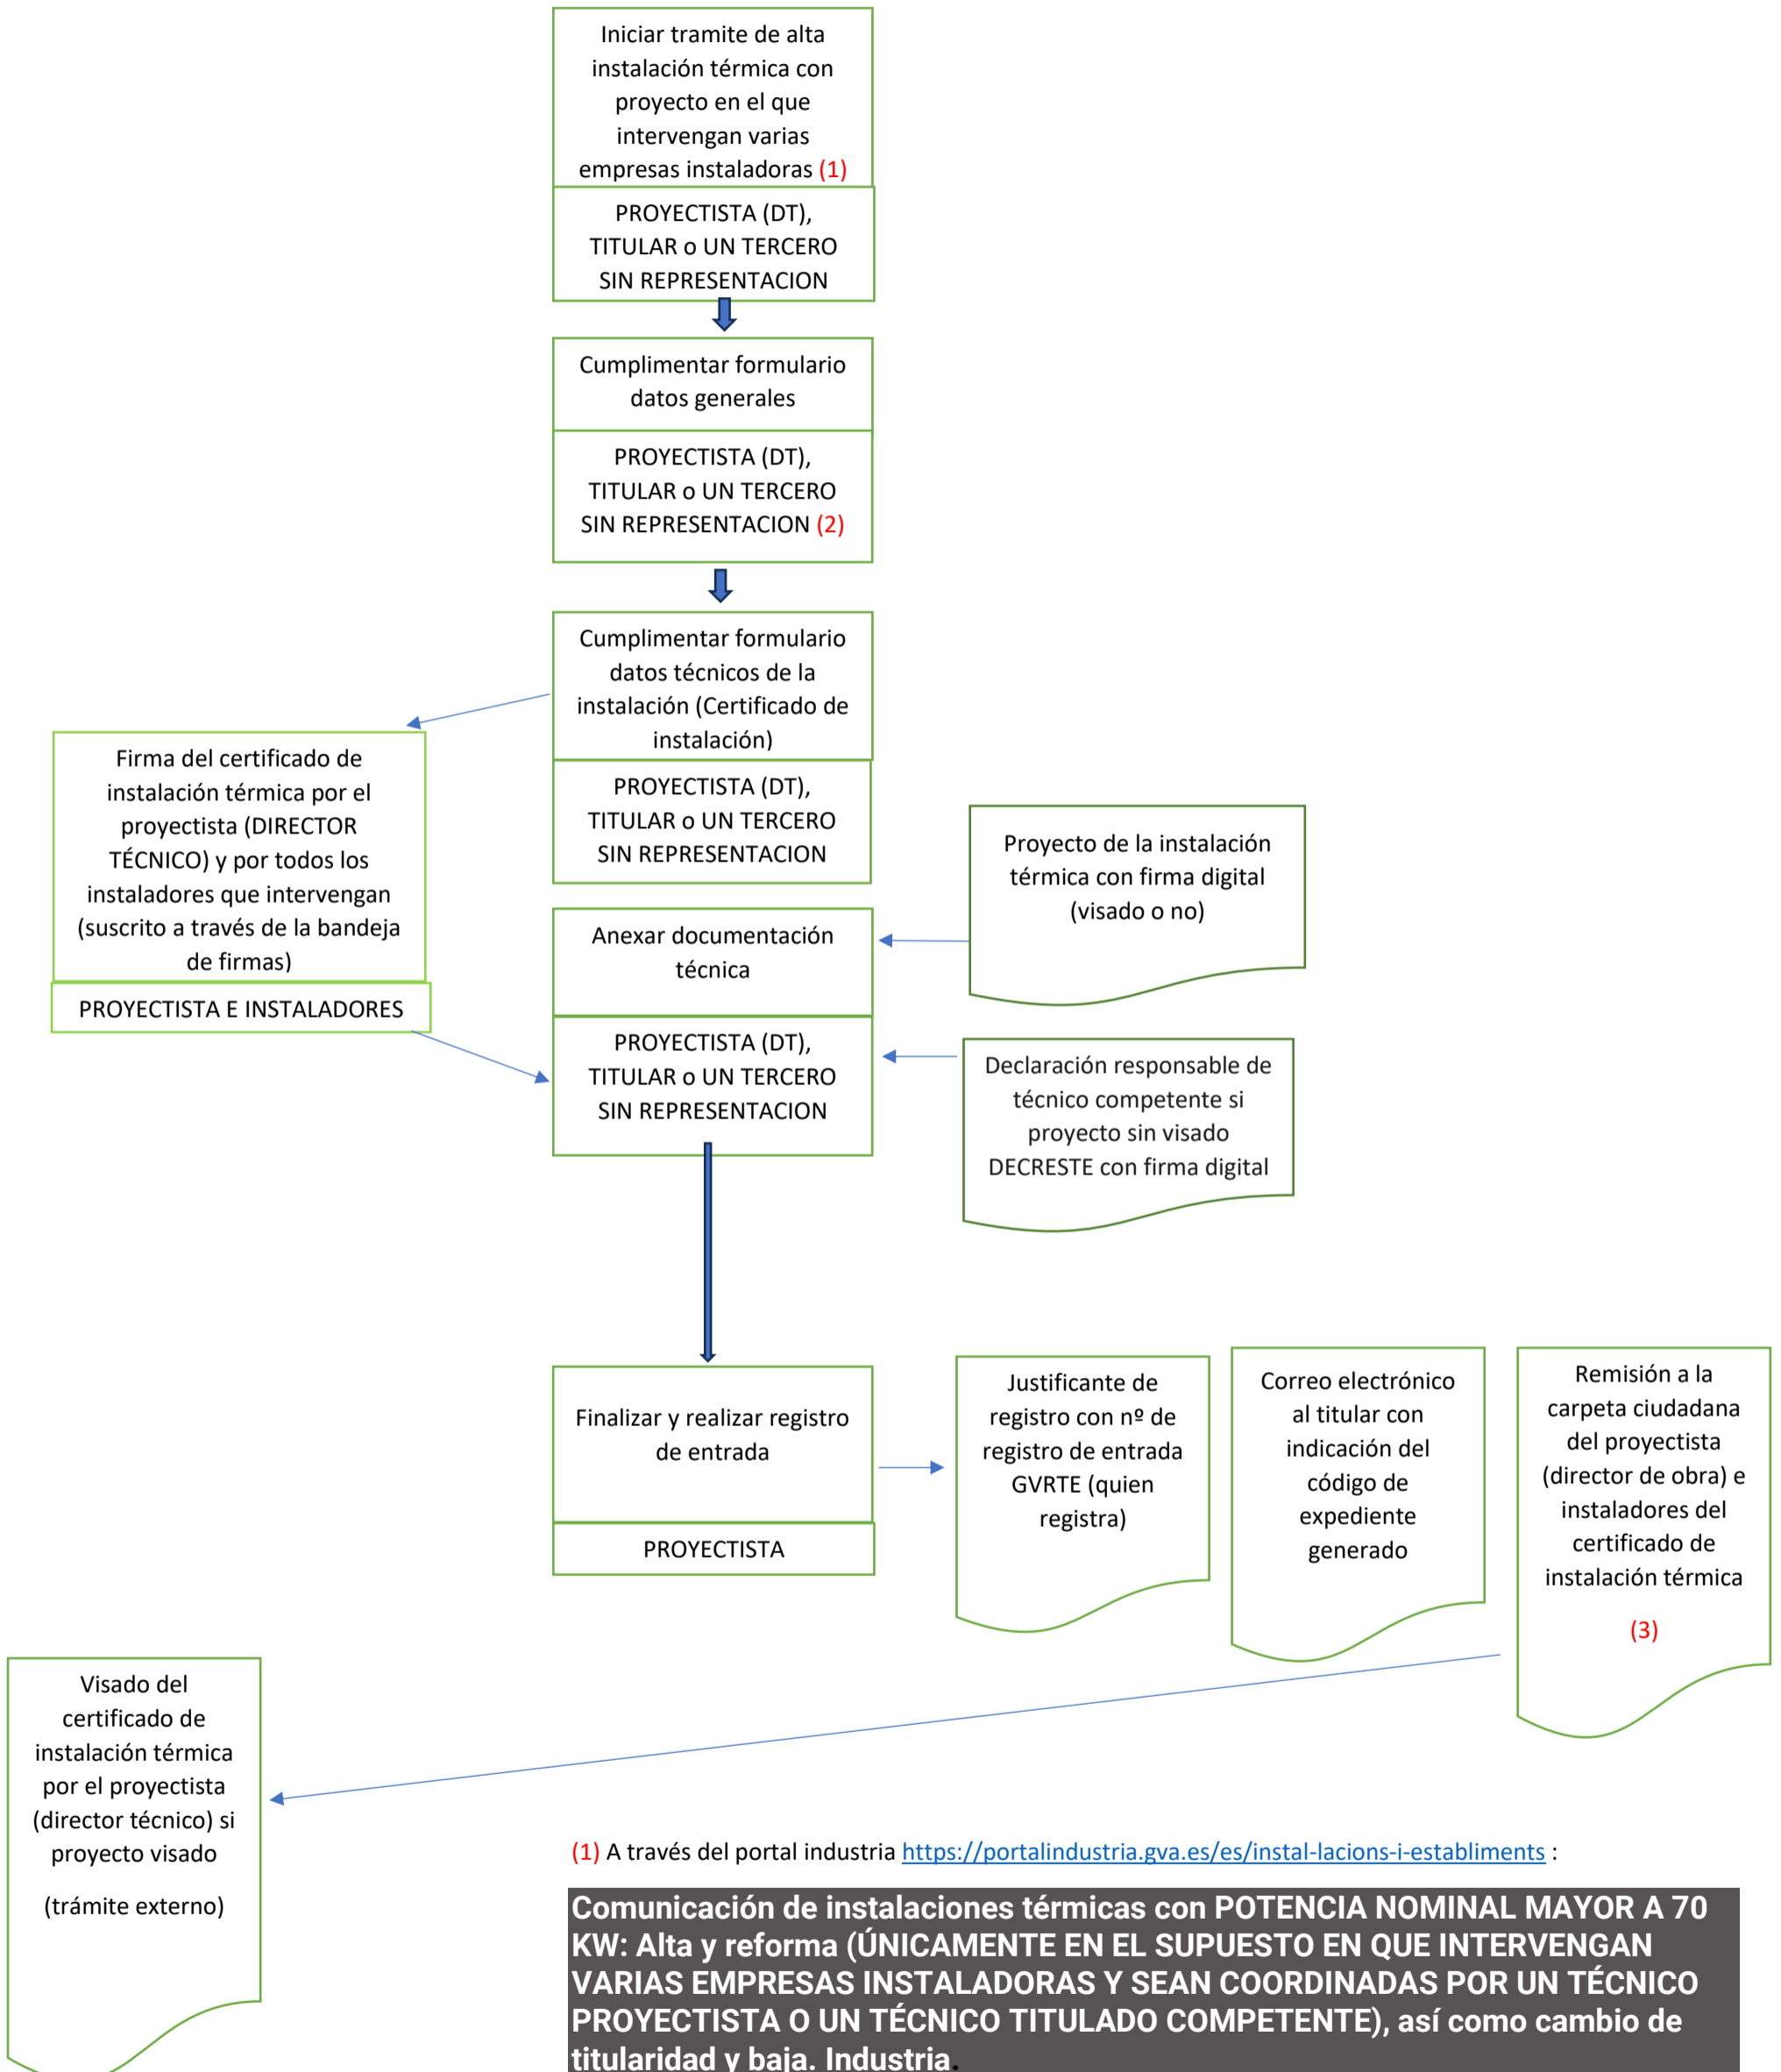 Iniciar tramite de alta
instalación térmica con
proyecto en el que
intervengan varias
empresas instaladoras (1)
PROYECTISTA (DT),
TITULAR o UN TERCERO
SIN REPRESENTACION
Cumplimentar formulario
datos generales
PROYECTISTA (DT),
TITULAR o UN TERCERO
SIN REPRESENTACION (2)
Cumplimentar formulario
datos técnicos de la
instalación (Certificado de
instalación)
PROYECTISTA (DT),
TITULAR o UN TERCERO
SIN REPRESENTACION
Firma del certificado de
instalación térmica por el
proyectista (DIRECTOR
TÉCNICO) y por todos los
instaladores que intervengan
(suscrito a través de la bandeja
de firmas)
PROYECTISTA E INSTALADORES
Proyecto de la instalación
térmica con firma digital
(visado o no)
Anexar documentación
técnica
PROYECTISTA (DT),
TITULAR o UN TERCERO
SIN REPRESENTACION
Declaración responsable de
técnico competente si
proyecto sin visado
DECRESTE con firma digital
Finalizar y realizar registro
de entrada
PROYECTISTA
Justificante de
registro con nº de
registro de entrada
GVRTE (quien
registra)
Correo electrónico
al titular con
indicación del
código de
expediente
generado
Remisión a la
carpeta ciudadana
del proyectista
(director de obra) e
instaladores del
certificado de
instalación térmica
(3)
Visado del
certificado de
instalación térmica
por el proyectista
(director técnico) si
proyecto visado
(trámite externo)
(1) A través del portal industria https://portalindustria.gva.es/es/instal-lacions-i-establiments :
Comunicación de instalaciones térmicas con POTENCIA NOMINAL MAYOR A 70
KW: Alta y reforma (ÚNICAMENTE EN EL SUPUESTO EN QUE INTERVENGAN
VARIAS EMPRESAS INSTALADORAS Y SEAN COORDINADAS POR UN TÉCNICO
PROYECTISTA O UN TÉCNICO TITULADO COMPETENTE), así como cambio de
titularidad y baja. Industria.